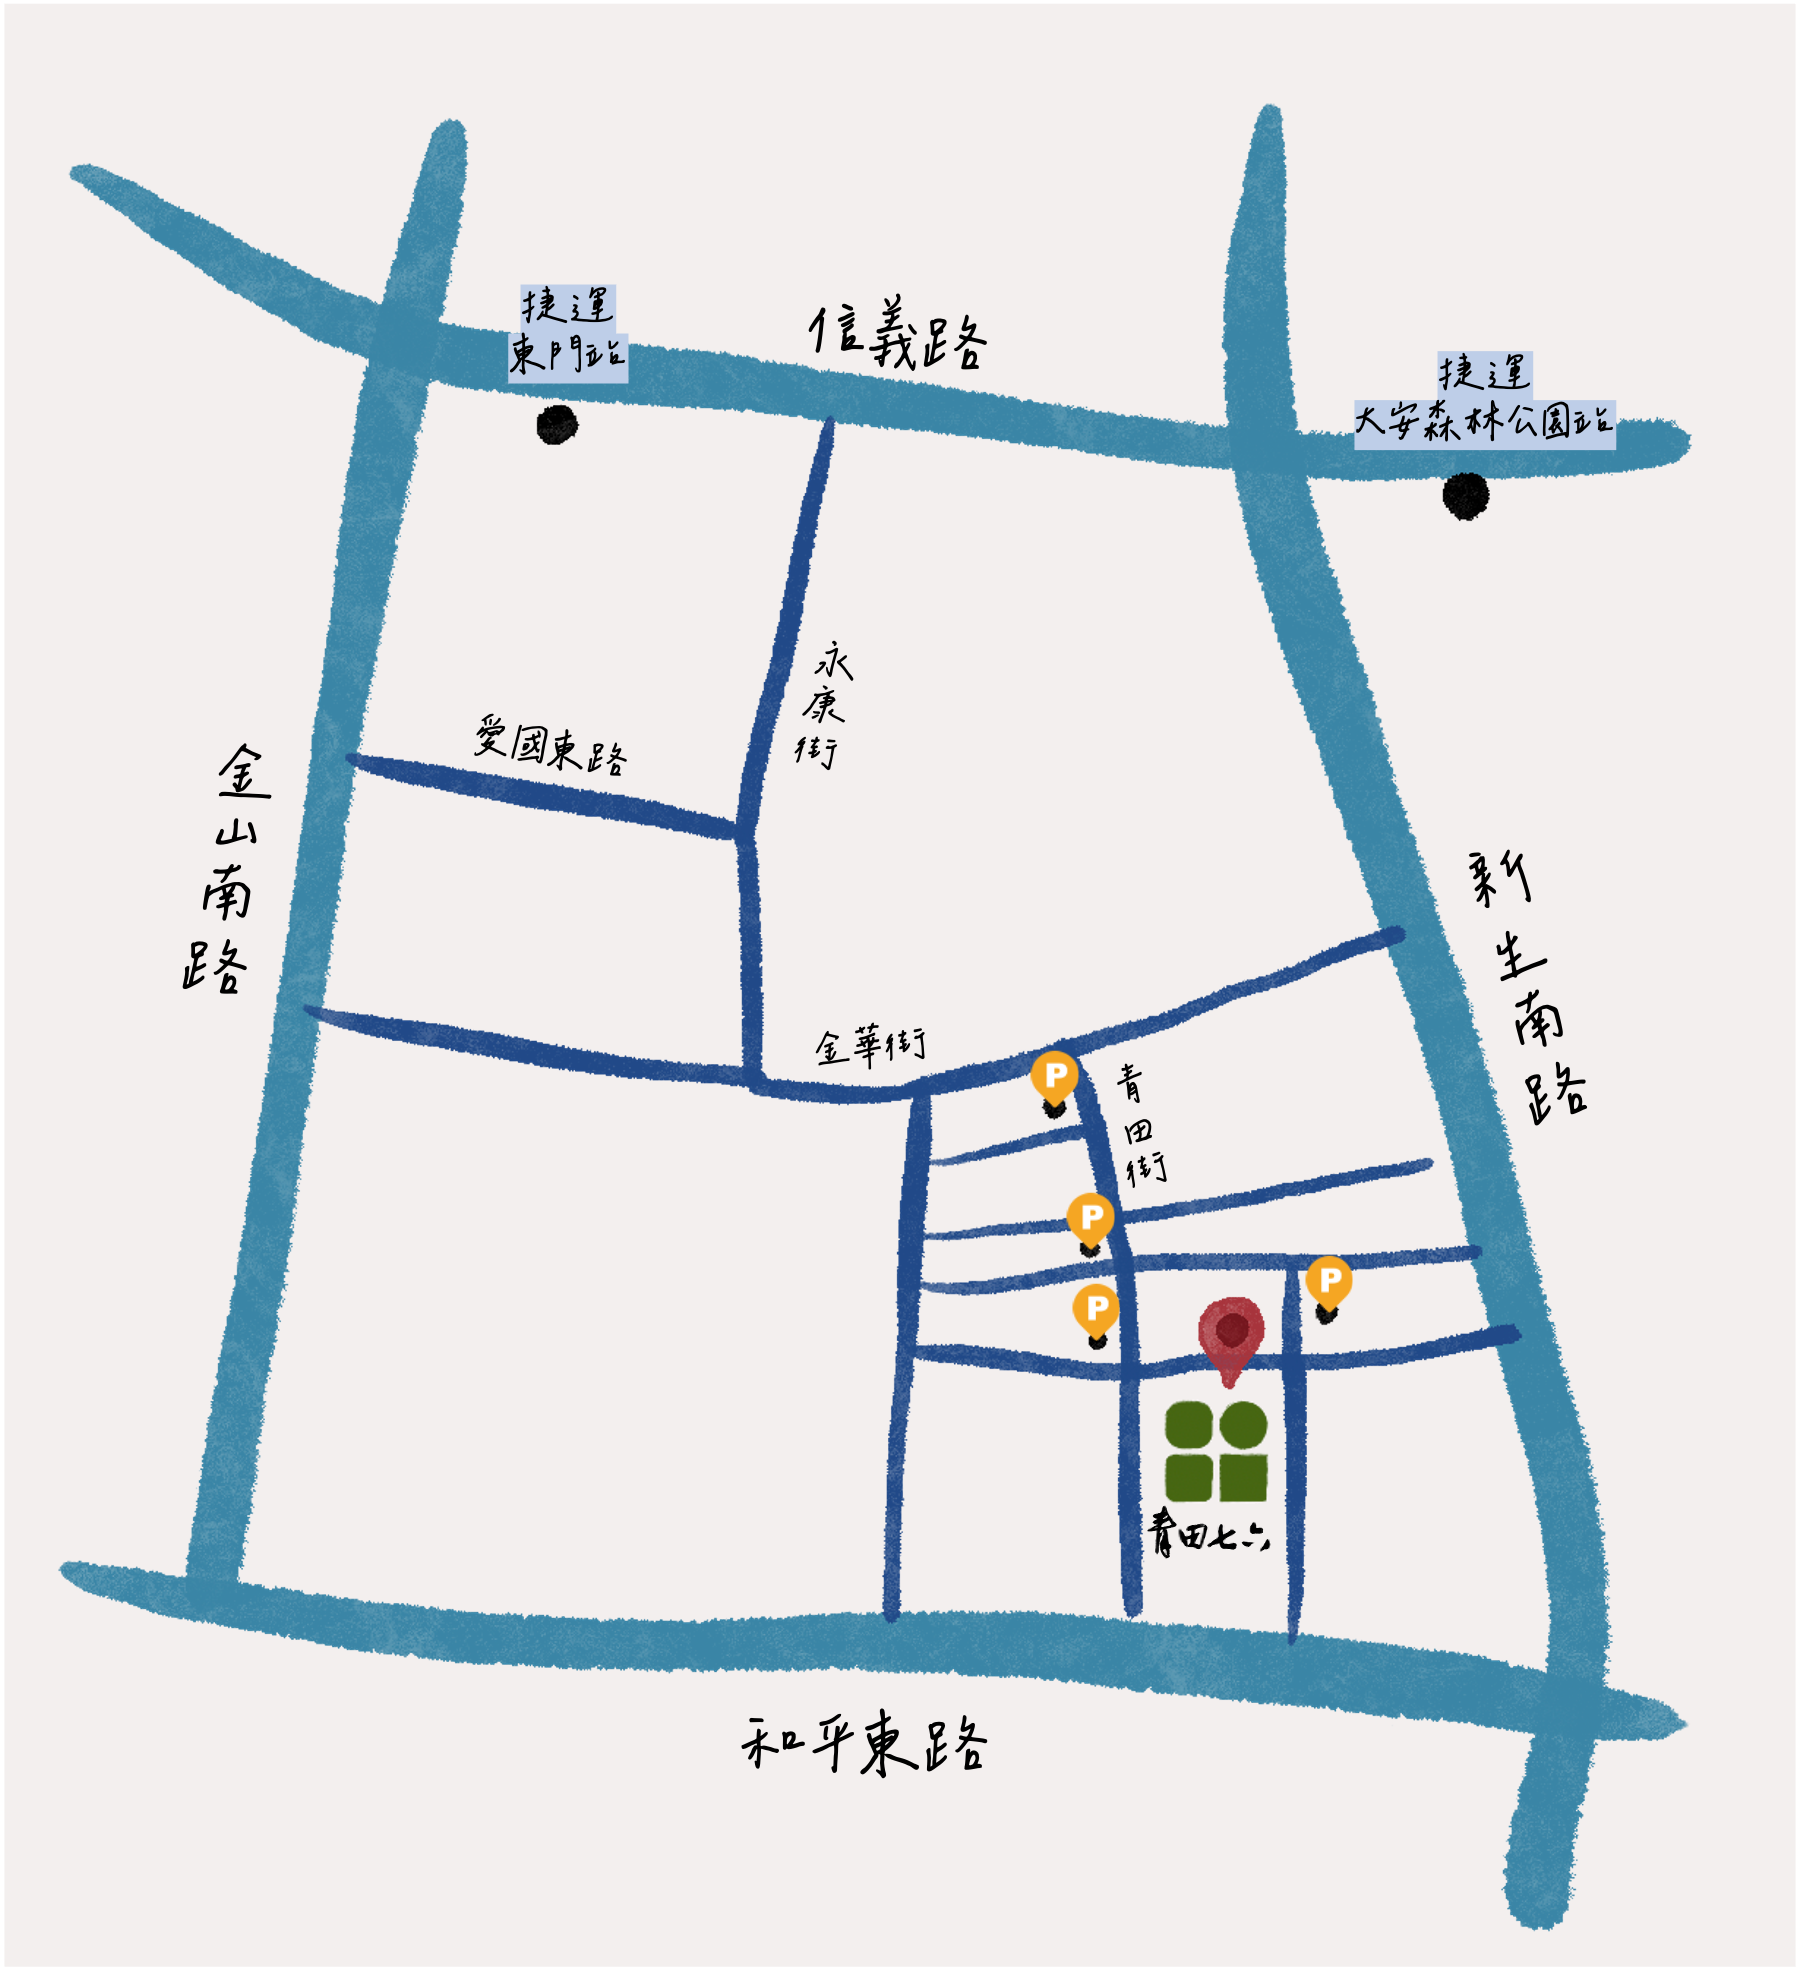 捷運
東門站
信義路
捷運
大安森林公園站
永康街
愛國東路
金山南路
新生南路
金華街
青田街
P
P
P
P
青田七六
和平東路